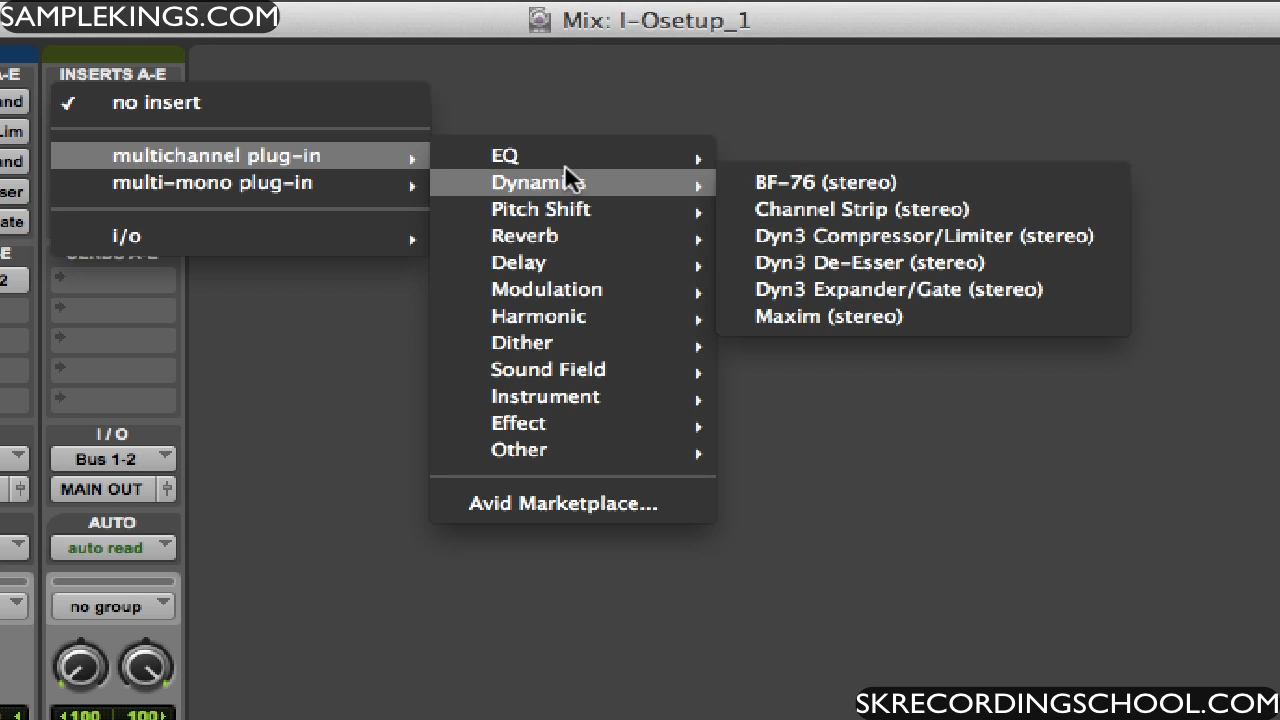 SAMPLEKINGS.COM
Mix: I-Osetup_1
A-E
INSERTS A-E
no insert
multichannel plug-in
multi-mono plug-in
i/o
EQ
Pitch Shift
Reverb
Delay
Modulation
Harmonic
Dither
Sound Field
Instrument
Effect
Other
Avid Marketplace...
BF-76 (stereo)
Channel Strip (stereo)
Dyn3 Compressor/Limiter (stereo)
Dyn3 De-Esser (stereo)
Dyn3 Expander/Gate (stereo)
Maxim (stereo)
I / O
Bus 1-2
MAIN OUT
AUTO
auto read
no group
100 100
SKRECORDINGSCHOOL.COM